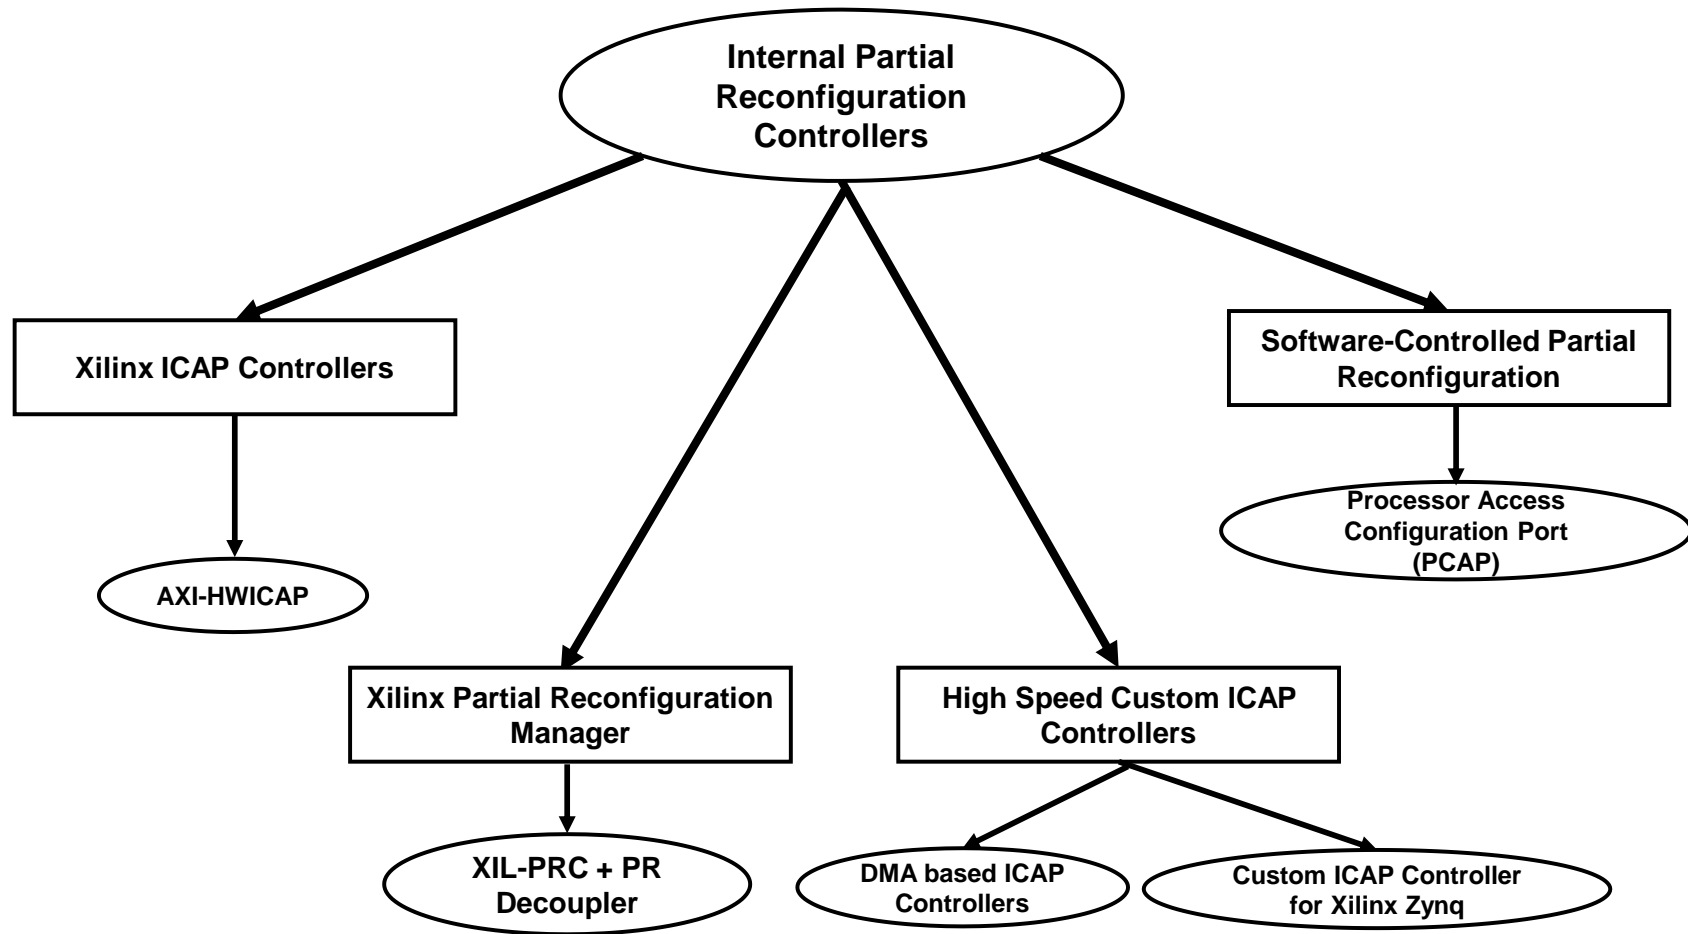 Internal Partial
Reconfiguration
Controllers
Xilinx ICAP Controllers
Software-Controlled Partial
Reconfiguration
Processor Access
Configuration Port
(PCAP)
AXI-HWICAP
Xilinx Partial Reconfiguration
Manager
High Speed Custom ICAP
Controllers
XIL-PRC + PR
Decoupler
DMA based ICAP
Controllers
Custom ICAP Controller
for Xilinx Zynq